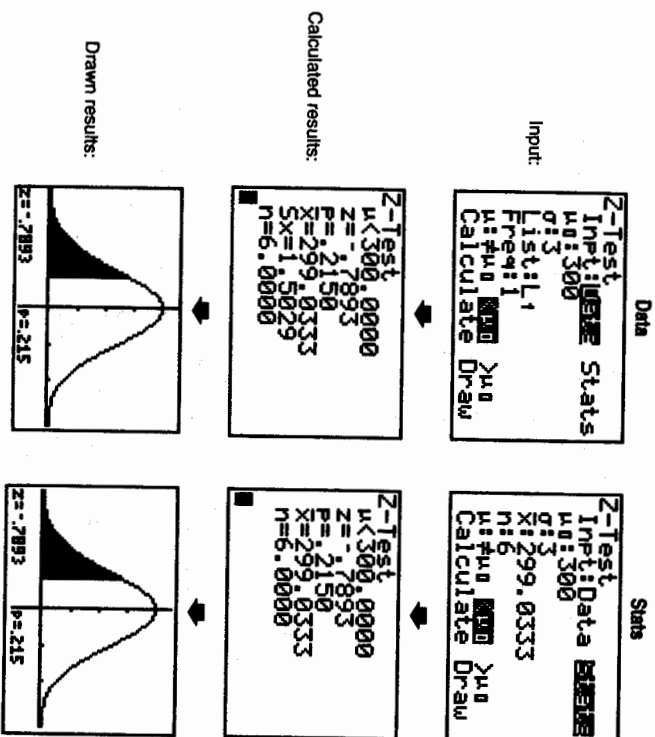 Data
Stats
Input:
Z-Test
Inpt:Data Stats
μ0:300
σ:3
List:L1
Freq:1
μ:≠μ0 <μ0 >μ0
Calculate Draw
Z-Test
Inpt:Data Stats
μ0:300
σ:3
x̄:299.0333
n:6
μ:≠μ0 <μ0 >μ0
Calculate Draw
Calculated results:
Z-Test
μ<300.0000
z=-.7893
P=.2150
x̄=299.0333
Sx=1.5029
n=6.0000
Z-Test
μ<300.0000
z=-.7893
P=.2150
x̄=299.0333
n=6.0000
Drawn results:
z=-.7893 p=.215
z=-.7893 p=.215